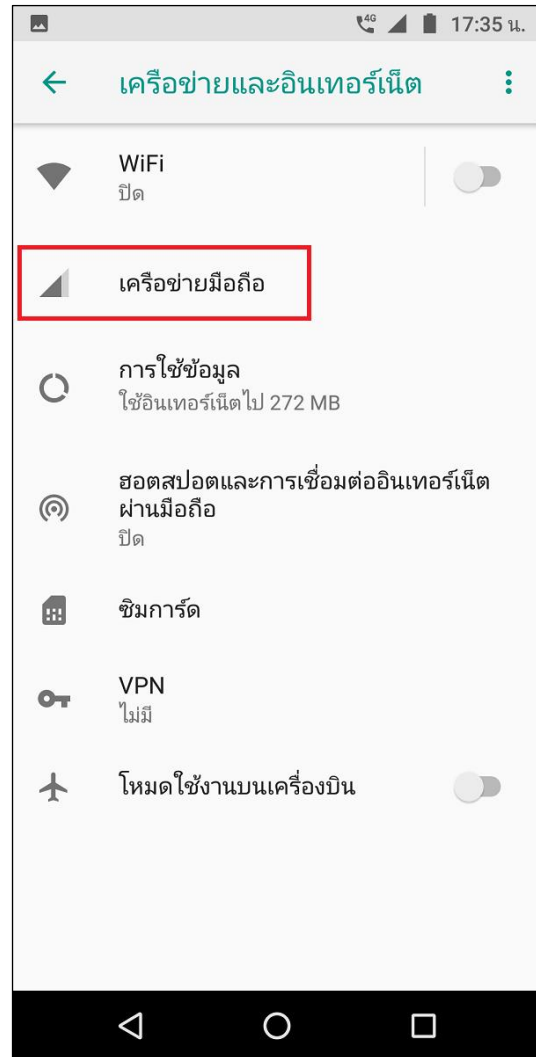 4G 17:35 น.
เครือข่ายและอินเทอร์เน็ต
WiFi
ปิด
เครือข่ายมือถือ
การใช้ข้อมูล
ใช้อินเทอร์เน็ตไป 272 MB
ฮอตสปอตและการเชื่อมต่ออินเทอร์เน็ต
ผ่านมือถือ
ปิด
ซิมการ์ด
VPN
ไม่มี
โหมดใช้งานบนเครื่องบิน